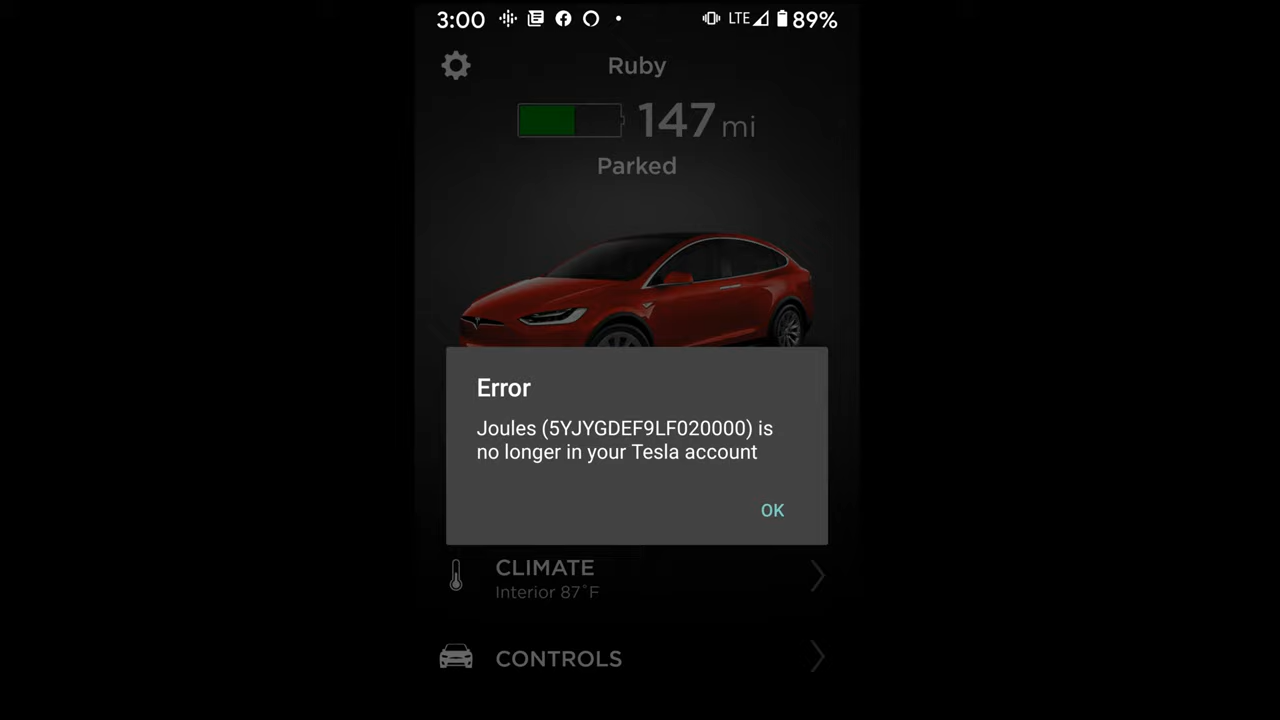 3:00 LTE 89%
Ruby
147 mi
Parked
Error
Joules (5YJYGDEF9LF020000) is
no longer in your Tesla account
OK
CLIMATE
Interior 87°F
CONTROLS